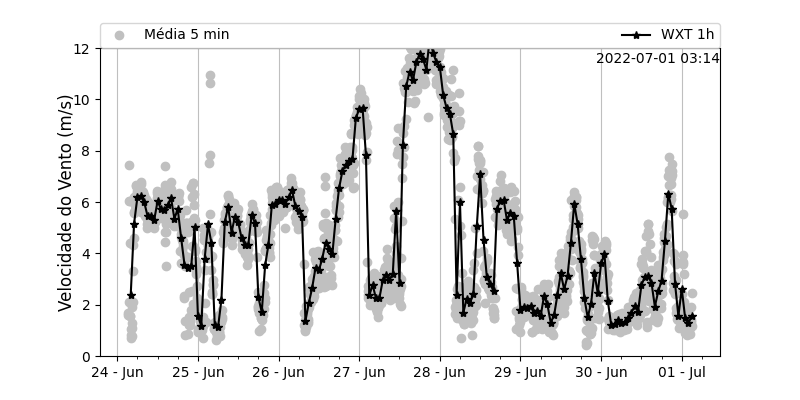 Média 5 min
WXT 1h
2022-07-01 03:14
Velocidade do Vento (m/s)
12
10
8
6
4
2
0
24 - Jun
25 - Jun
26 - Jun
27 - Jun
28 - Jun
29 - Jun
30 - Jun
01 - Jul